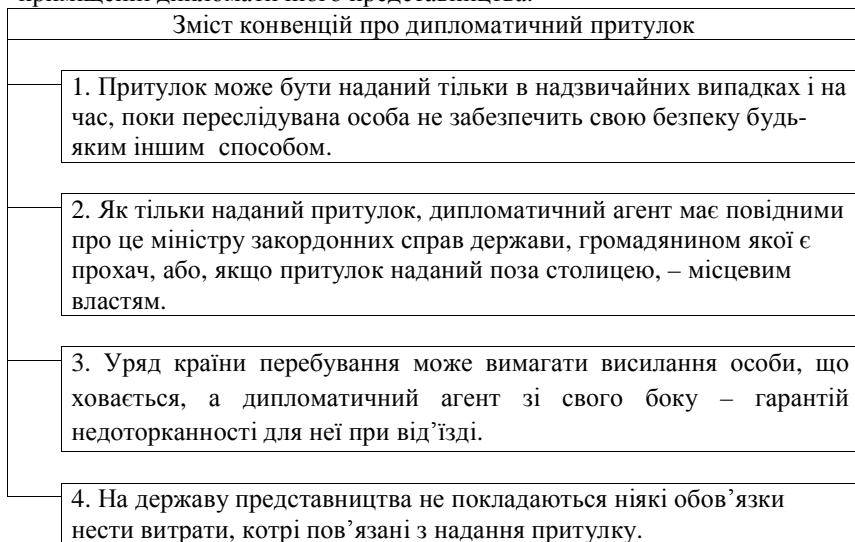 Зміст конвенцій про дипломатичний притулок
1. Притулок може бути наданий тільки в надзвичайних випадках і на
час, поки переслідувана особа не забезпечить свою безпеку будь-
яким іншим способом.
2. Як тільки наданий притулок, дипломатичний агент має повідними
про це міністру закордонних справ держави, громадянином якої є
прохач, або, якщо притулок наданий поза столицею, – місцевим
властям.
3. Уряд країни перебування може вимагати висилання особи, що
ховається, а дипломатичний агент зі свого боку – гарантій
недоторканності для неї при від’їзді.
4. На державу представництва не покладаються ніякі обов’язки
нести витрати, котрі пов’язані з надання притулку.